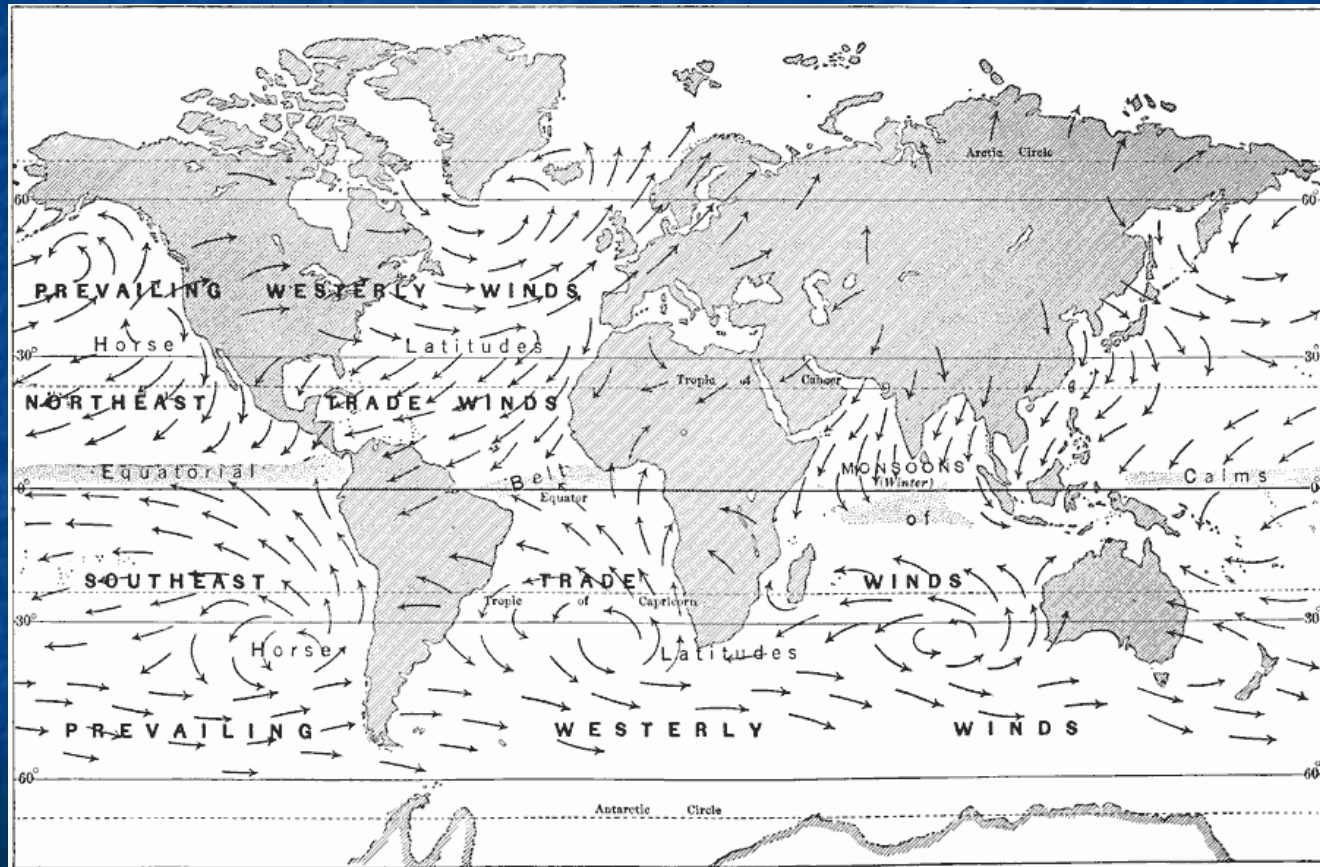 Arctic Circle
60° 60°
PREVAILING WESTERLY WINDS
Horse Latitudes
30° 30°
Tropic of Cancer
NORTHEAST TRADE WINDS
MONSOONS
Equatorial Belt Calms
(Winter)
0° 0°
Equator
of
SOUTHEAST TRADE WINDS
Tropic of Capricorn
30° 30°
Horse Latitudes
PREVAILING WESTERLY WINDS
60° 60°
Antarctic Circle